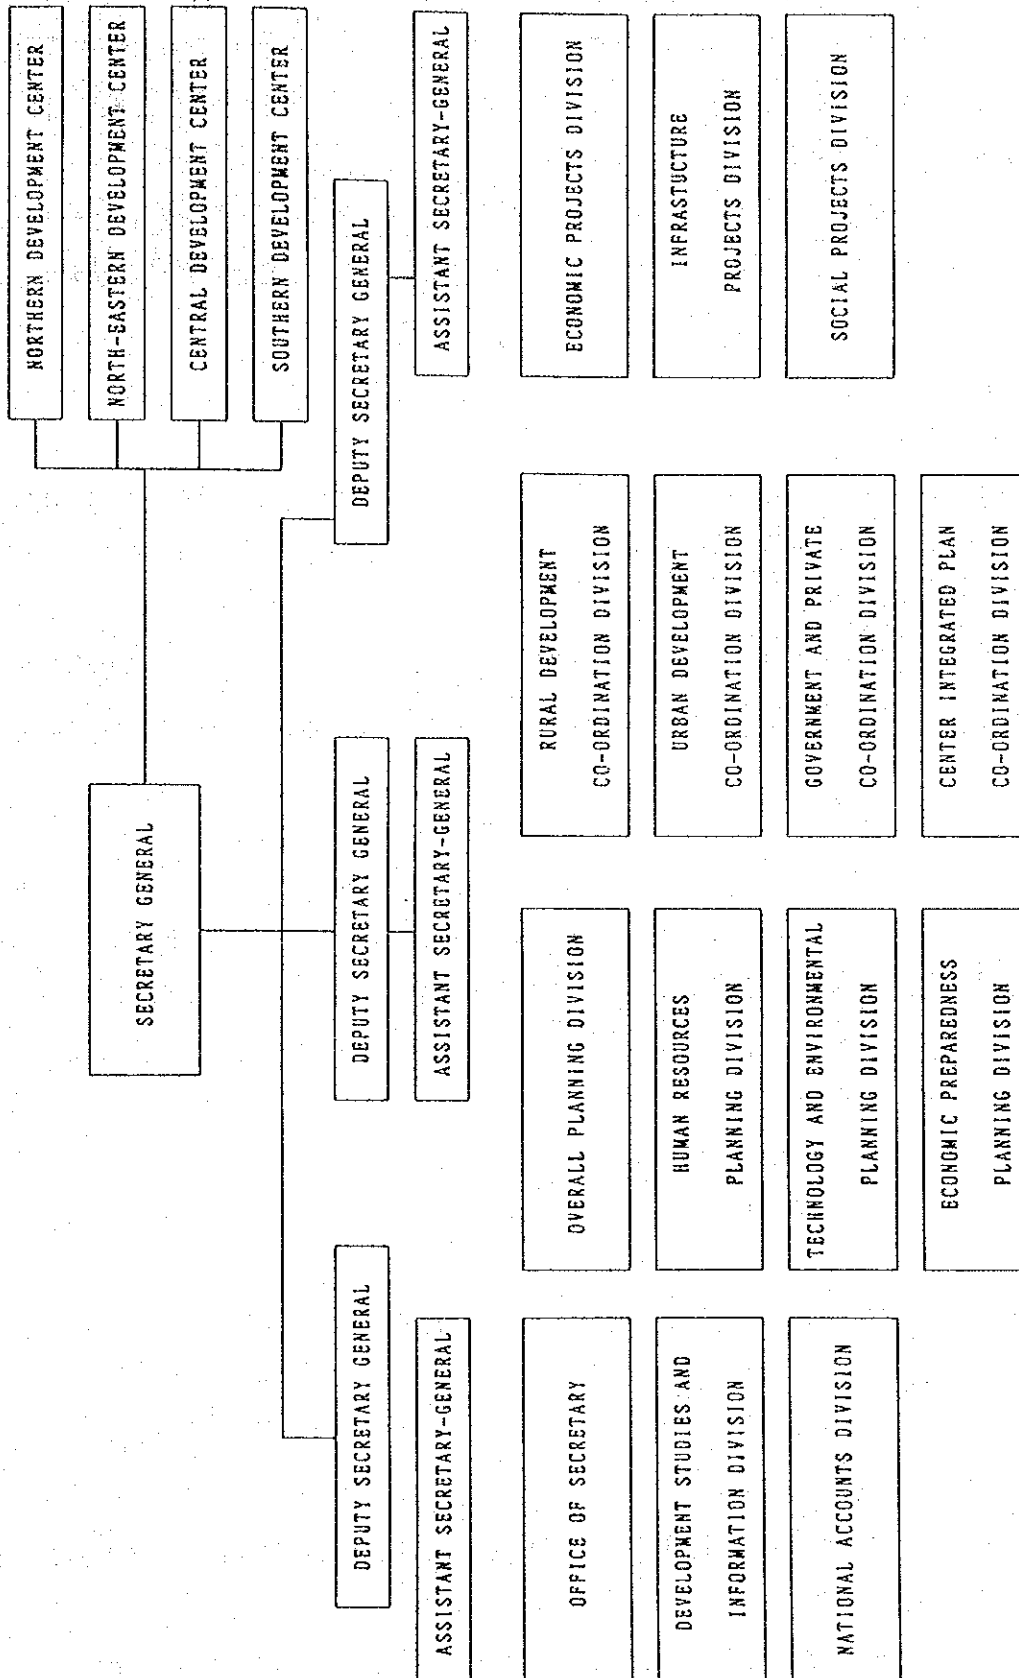 NORTHERN DEVELOPMENT CENTER
NORTH-EASTERN DEVELOPMENT CENTER
CENTRAL DEVELOPMENT CENTER
SOUTHERN DEVELOPMENT CENTER
SECRETARY GENERAL
DEPUTY SECRETARY GENERAL
DEPUTY SECRETARY GENERAL
DEPUTY SECRETARY GENERAL
ASSISTANT SECRETARY-GENERAL
ASSISTANT SECRETARY-GENERAL
ASSISTANT SECRETARY-GENERAL
OFFICE OF SECRETARY
DEVELOPMENT STUDIES AND
INFORMATION DIVISION
NATIONAL ACCOUNTS DIVISION
OVERALL PLANNING DIVISION
HUMAN RESOURCES
PLANNING DIVISION
TECHNOLOGY AND ENVIRONMENTAL
PLANNING DIVISION
ECONOMIC PREPAREDNESS
PLANNING DIVISION
RURAL DEVELOPMENT
CO-ORDINATION DIVISION
URBAN DEVELOPMENT
CO-ORDINATION DIVISION
GOVERNMENT AND PRIVATE
CO-ORDINATION DIVISION
CENTER INTEGRATED PLAN
CO-ORDINATION DIVISION
ECONOMIC PROJECTS DIVISION
INFRASTUCTURE
PROJECTS DIVISION
SOCIAL PROJECTS DIVISION